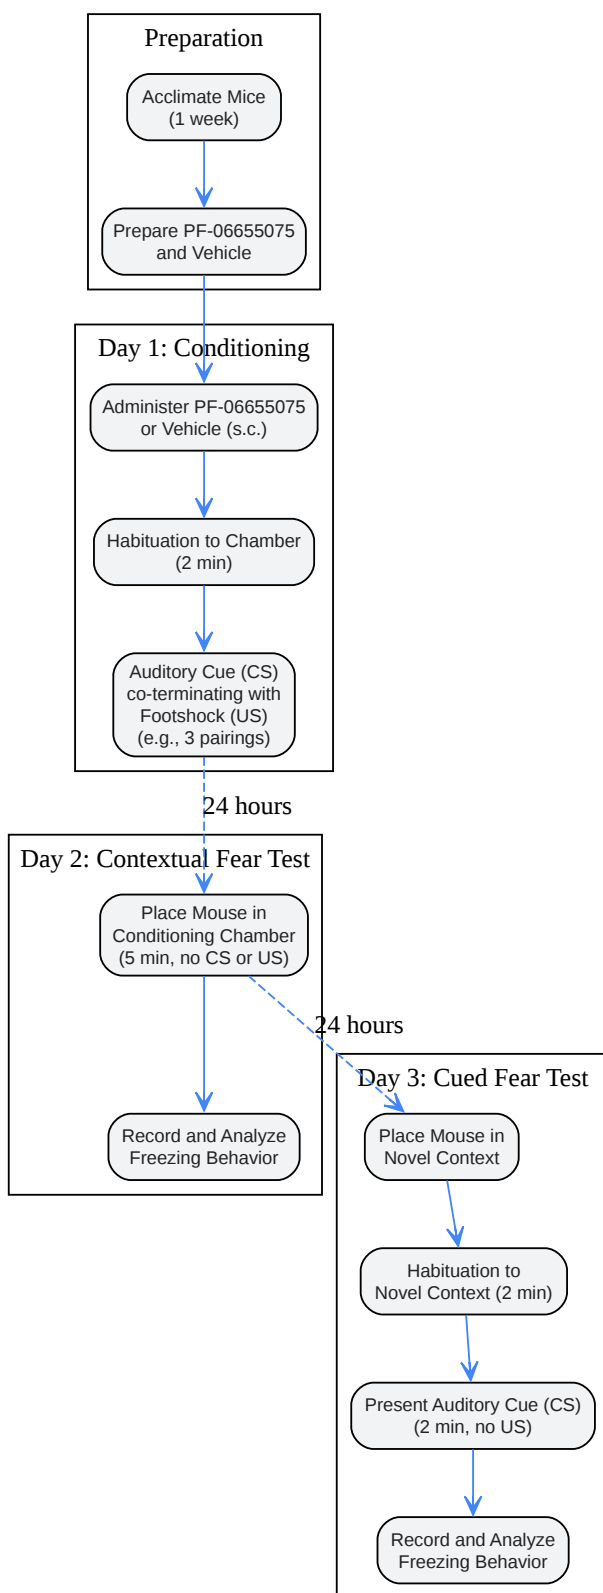 Preparation
Acclimate Mice
(1 week)
Prepare PF-06655075
and Vehicle
Day 1: Conditioning
Administer PF-06655075
or Vehicle (s.c.)
Habituation to Chamber
(2 min)
Auditory Cue (CS)
co-terminating with
Footshock (US)
(e.g., 3 pairings)
24 hours
Day 2: Contextual Fear Test
Place Mouse in
Conditioning Chamber
(5 min, no CS or US)
24 hours
Record and Analyze
Freezing Behavior
Day 3: Cued Fear Test
Place Mouse in
Novel Context
Habituation to
Novel Context (2 min)
Present Auditory Cue (CS)
(2 min, no US)
Record and Analyze
Freezing Behavior